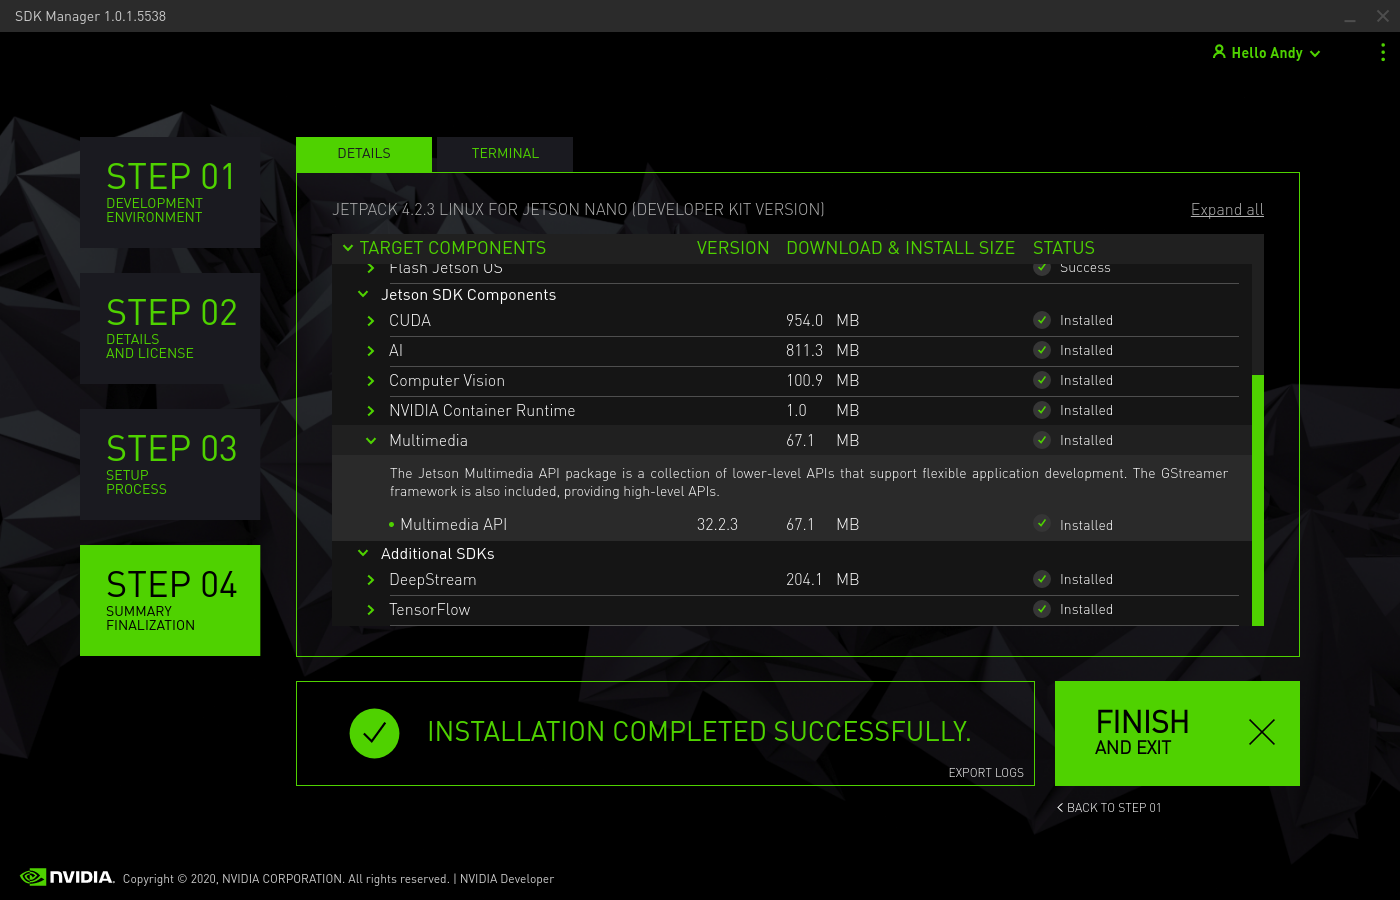 SDK Manager 1.0.1.5538
Hello Andy
STEP 01
DEVELOPMENT
ENVIRONMENT
STEP 02
DETAILS
AND LICENSE
STEP 03
SETUP
PROCESS
STEP 04
SUMMARY
FINALIZATION
DETAILS TERMINAL
JETPACK 4.2.3 LINUX FOR JETSON NANO (DEVELOPER KIT VERSION) Expand all
TARGET COMPONENTS VERSION DOWNLOAD & INSTALL SIZE STATUS
Flash Jetson OS Success
Jetson SDK Components
CUDA 954.0 MB Installed
AI 811.3 MB Installed
Computer Vision 100.9 MB Installed
NVIDIA Container Runtime 1.0 MB Installed
Multimedia 67.1 MB Installed
The Jetson Multimedia API package is a collection of lower-level APIs that support flexible application development. The GStreamer
framework is also included, providing high-level APIs.
• Multimedia API 32.2.3 67.1 MB Installed
Additional SDKs
DeepStream 204.1 MB Installed
TensorFlow Installed
INSTALLATION COMPLETED SUCCESSFULLY.
EXPORT LOGS
FINISH
AND EXIT
BACK TO STEP 01
NVIDIA. Copyright © 2020, NVIDIA CORPORATION. All rights reserved. | NVIDIA Developer